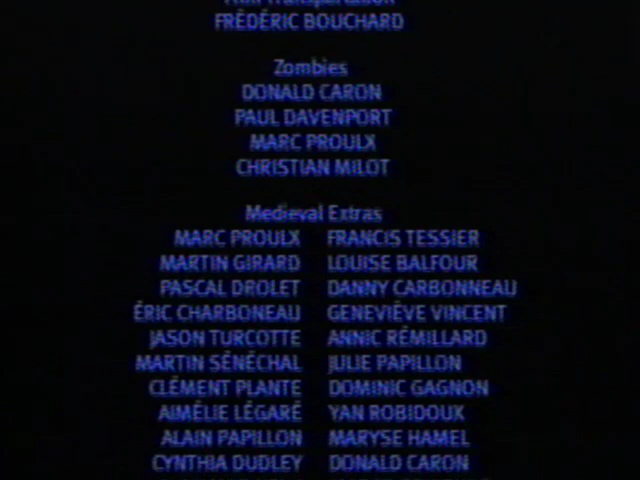 FRÉDÉRIC BOUCHARD
Zombies
DONALD CARON
PAUL DAVENPORT
MARC PROULX
CHRISTIAN MILOT
Medieval Extras
MARC PROULX FRANCIS TESSIER
MARTIN GIRARD LOUISE BALFOUR
PASCAL DROLET DANNY CARBONNEAU
ÉRIC CHARBONEAU GENEVIÈVE VINCENT
JASON TURCOTTE ANNIC RÉMILLARD
MARTIN SÉNÉCHAL JULIE PAPILLON
CLÉMENT PLANTE DOMINIC GAGNON
AIMÉLIE LÉGARÉ YAN ROBIDOUX
ALAIN PAPILLON MARYSE HAMEL
CYNTHIA DUDLEY DONALD CARON